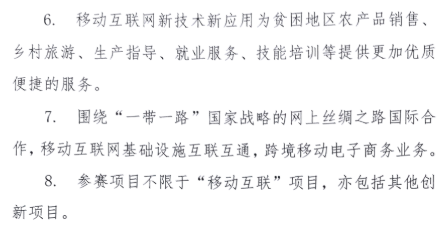 6. 移动互联网新技术新应用为贫困地区农产品销售、
乡村旅游、生产指导、就业服务、技能培训等提供更加优质
便捷的服务。
7. 围绕“一带一路”国家战略的网上丝绸之路国际合
作，移动互联网基础设施互联互通，跨境移动电子商务业务。
8. 参赛项目不限于“移动互联”项目，亦包括其他创
新项目。